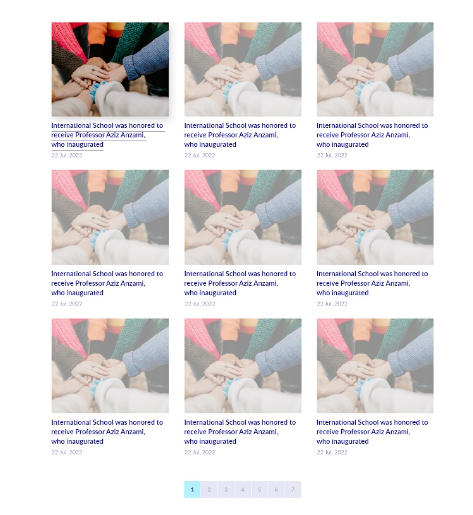 International School was honored to
receive Professor Aziz Anzami,
who inaugurated
22 Jul, 2022
International School was honored to
receive Professor Aziz Anzami,
who inaugurated
22 Jul, 2022
International School was honored to
receive Professor Aziz Anzami,
who inaugurated
22 Jul, 2022
International School was honored to
receive Professor Aziz Anzami,
who inaugurated
22 Jul, 2022
International School was honored to
receive Professor Aziz Anzami,
who inaugurated
22 Jul, 2022
International School was honored to
receive Professor Aziz Anzami,
who inaugurated
22 Jul, 2022
International School was honored to
receive Professor Aziz Anzami,
who inaugurated
22 Jul, 2022
International School was honored to
receive Professor Aziz Anzami,
who inaugurated
22 Jul, 2022
International School was honored to
receive Professor Aziz Anzami,
who inaugurated
22 Jul, 2022
1 2 3 4 5 6 7